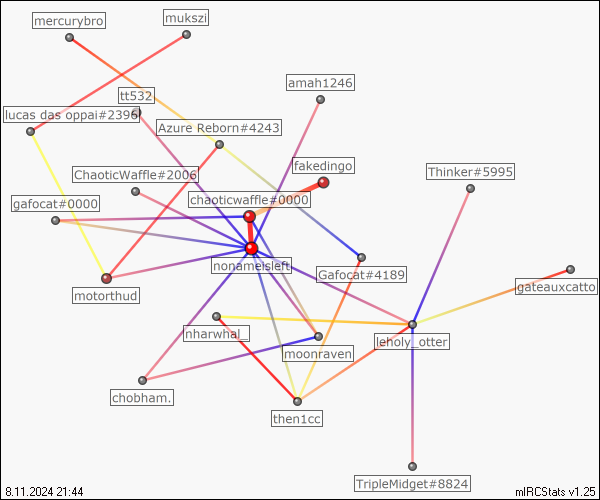 mukszi
mercurybro
amah1246
tt532
lucas das oppai#2396
Azure Reborn#4243
fakedingo
ChaoticWaffle#2006
Thinker#5995
chaoticwaffle#0000
gafocat#0000
nonameisleft
Gafocat#4189
gateauxcatto
motorthud
nharwhal_
leholy_otter
moonraven
chobham.
then1cc
TripleMidget#8824
8.11.2024 21:44
mIRCStats v1.25